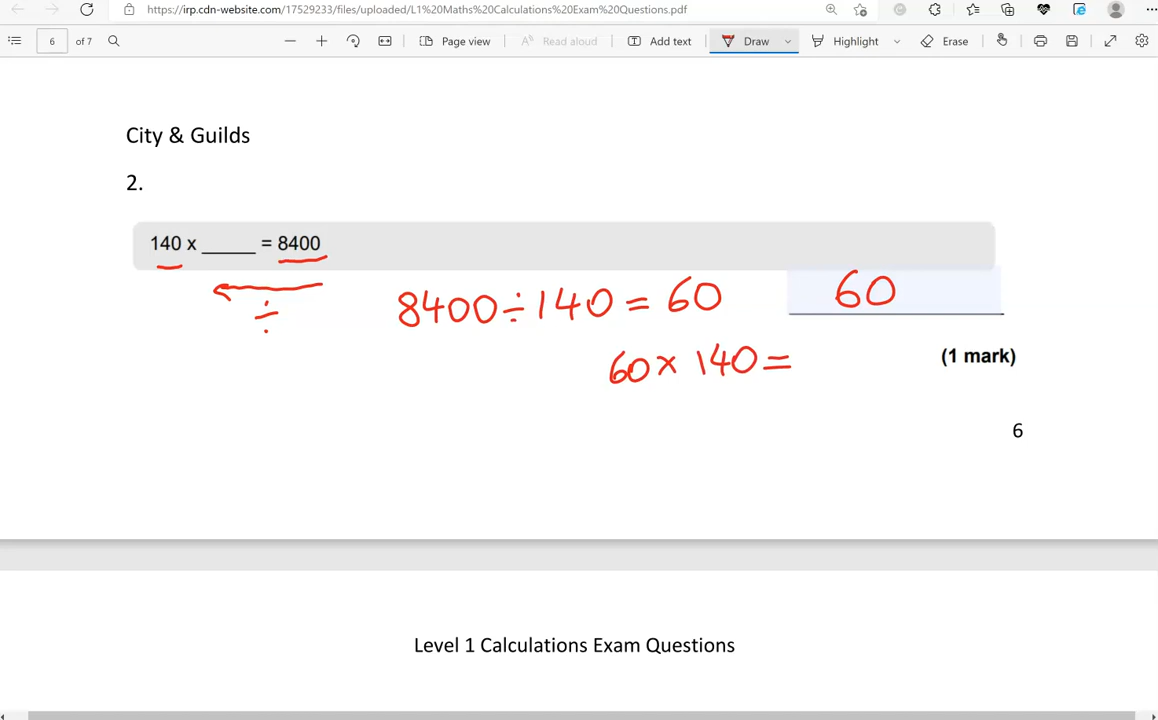 https://irp.cdn-website.com/17529233/files/uploaded/L1%20Maths%20Calculations%20Exam%20Questions.pdf
6 of 7 Page view Read aloud Add text Draw Highlight Erase
City & Guilds
2.
140 x _____ = 8400
÷ 8400 ÷ 140 = 60 60
60 × 140 =
(1 mark)
6
Level 1 Calculations Exam Questions